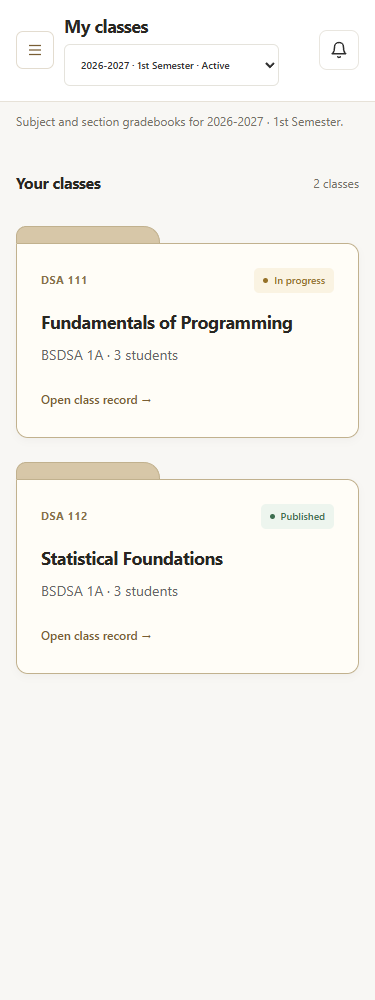 My classes
2026-2027 · 1st Semester · Active
Subject and section gradebooks for 2026-2027 · 1st Semester.
Your classes
2 classes
DSA 111
In progress
Fundamentals of Programming
BSDSA 1A · 3 students
Open class record →
DSA 112
Published
Statistical Foundations
BSDSA 1A · 3 students
Open class record →